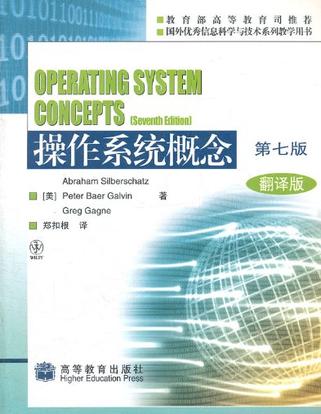 教育部高等教育司推荐
国外优秀信息科学与技术系列教学用书
OPERATING SYSTEM
CONCEPTS (Seventh Edition)
操作系统概念 第七版
翻译版
Abraham Silberschatz
[美] Peter Baer Galvin 著
Greg Gagne
郑扣根 译
WILEY
高等教育出版社
Higher Education Press